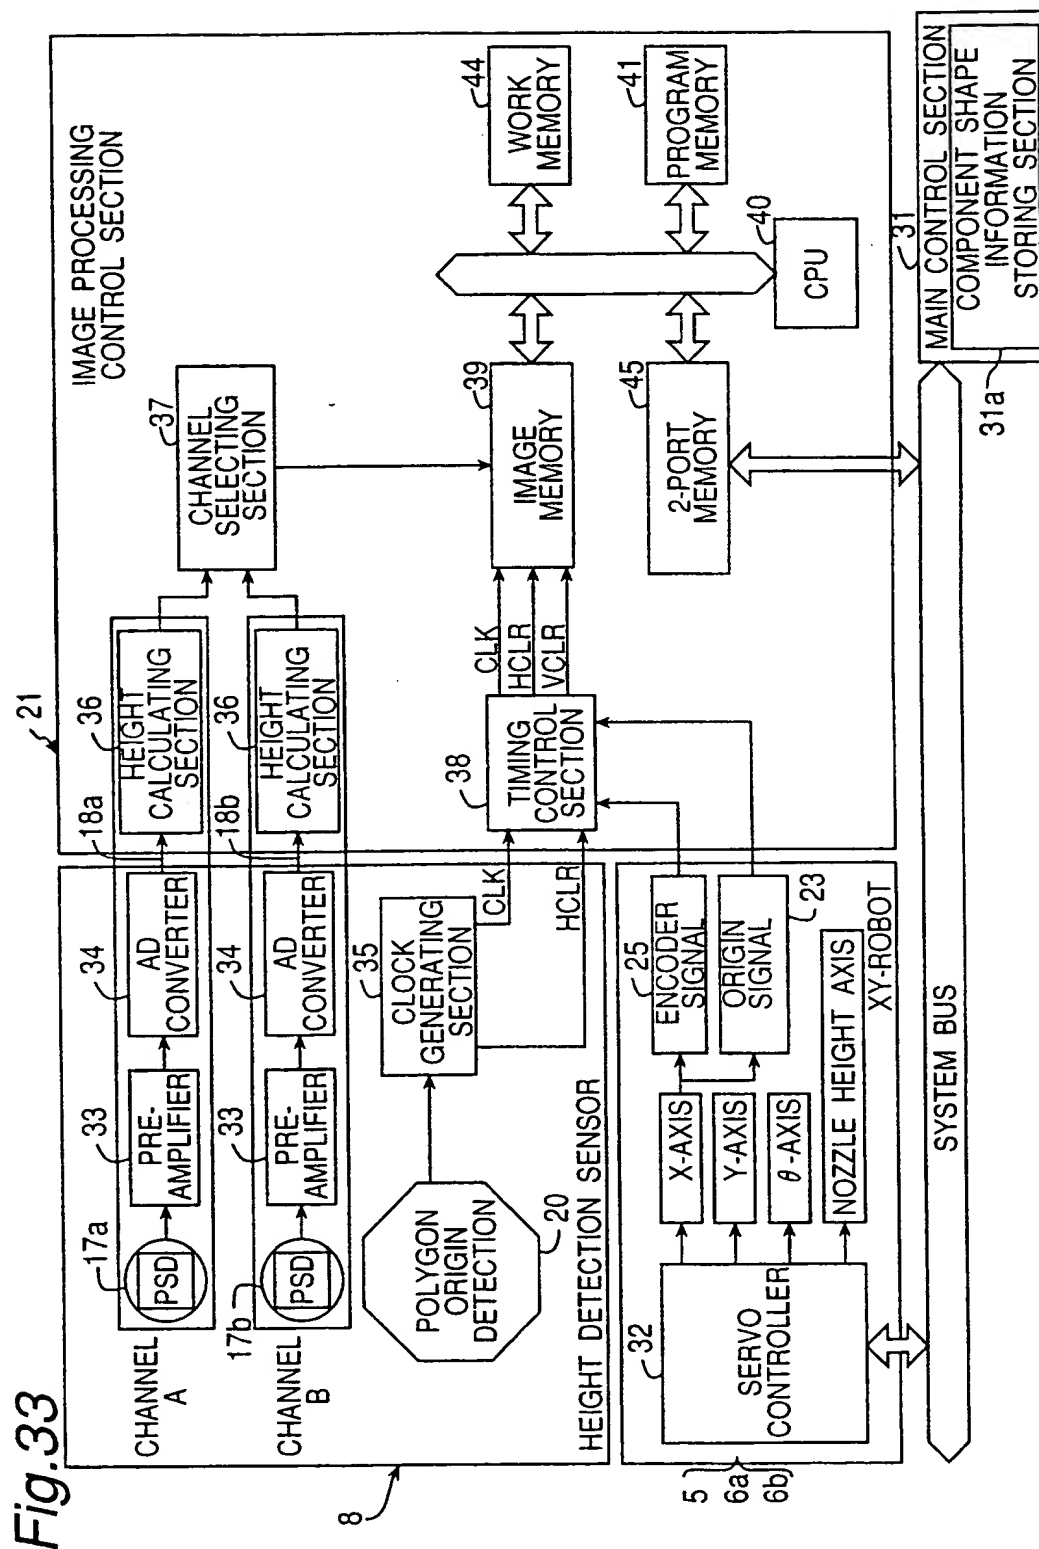 Fig.33
CHANNEL
A
17a
PSD
33
PRE-
AMPLIFIER
34
AD
CONVERTER
18a
36
HEIGHT
CALCULATING
SECTION
CHANNEL
B
17b
PSD
33
PRE-
AMPLIFIER
34
AD
CONVERTER
18b
36
HEIGHT
CALCULATING
SECTION
21
IMAGE PROCESSING
CONTROL SECTION
37
CHANNEL
SELECTING
SECTION
8
POLYGON
ORIGIN
DETECTION
20
35
CLOCK
GENERATING
SECTION
CLK
HCLR
HEIGHT DETECTION SENSOR
38
TIMING
CONTROL
SECTION
CLK
HCLR
VCLR
39
IMAGE
MEMORY
44
WORK
MEMORY
45
2-PORT
MEMORY
41
PROGRAM
MEMORY
40
CPU
5
6a
6b
32
SERVO
CONTROLLER
X-AXIS
Y-AXIS
θ-AXIS
NOZZLE HEIGHT AXIS
25
ENCODER
SIGNAL
ORIGIN
SIGNAL
23
XY-ROBOT
SYSTEM BUS
31
MAIN CONTROL SECTION
COMPONENT SHAPE
INFORMATION
STORING SECTION
31a